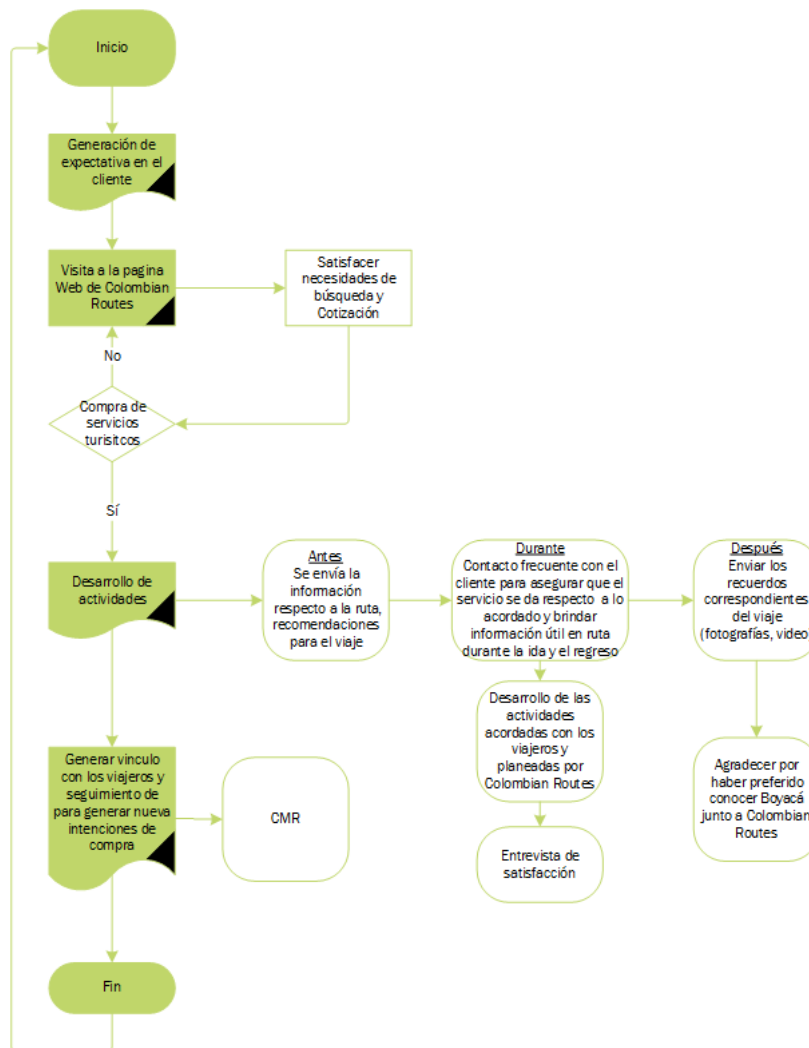 Inicio
Generación de
expectativa en el
cliente
Visita a la pagina
Web de Colombian
Routes
Satisfacer
necesidades de
búsqueda y
Cotización
No
Compra de
servicios
turisitcos
Sí
Desarrollo de
actividades
Antes
Se envía la
información
respecto a la ruta,
recomendaciones
para el viaje
Durante
Contacto frecuente con el
cliente para asegurar que el
servicio se da respecto a lo
acordado y brindar
información útil en ruta
durante la ida y el regreso
Después
Enviar los
recuerdos
correspondientes
del viaje
(fotografías, video
Desarrollo de las
actividades
acordadas con los
viajeros y
planeadas por
Colombian Routes
Entrevista de
satisfacción
Agradecer por
haber preferido
conocer Boyacá
junto a Colombian
Routes
Generar vinculo
con los viajeros y
seguimiento de
para generar nueva
intenciones de
compra
CMR
Fin